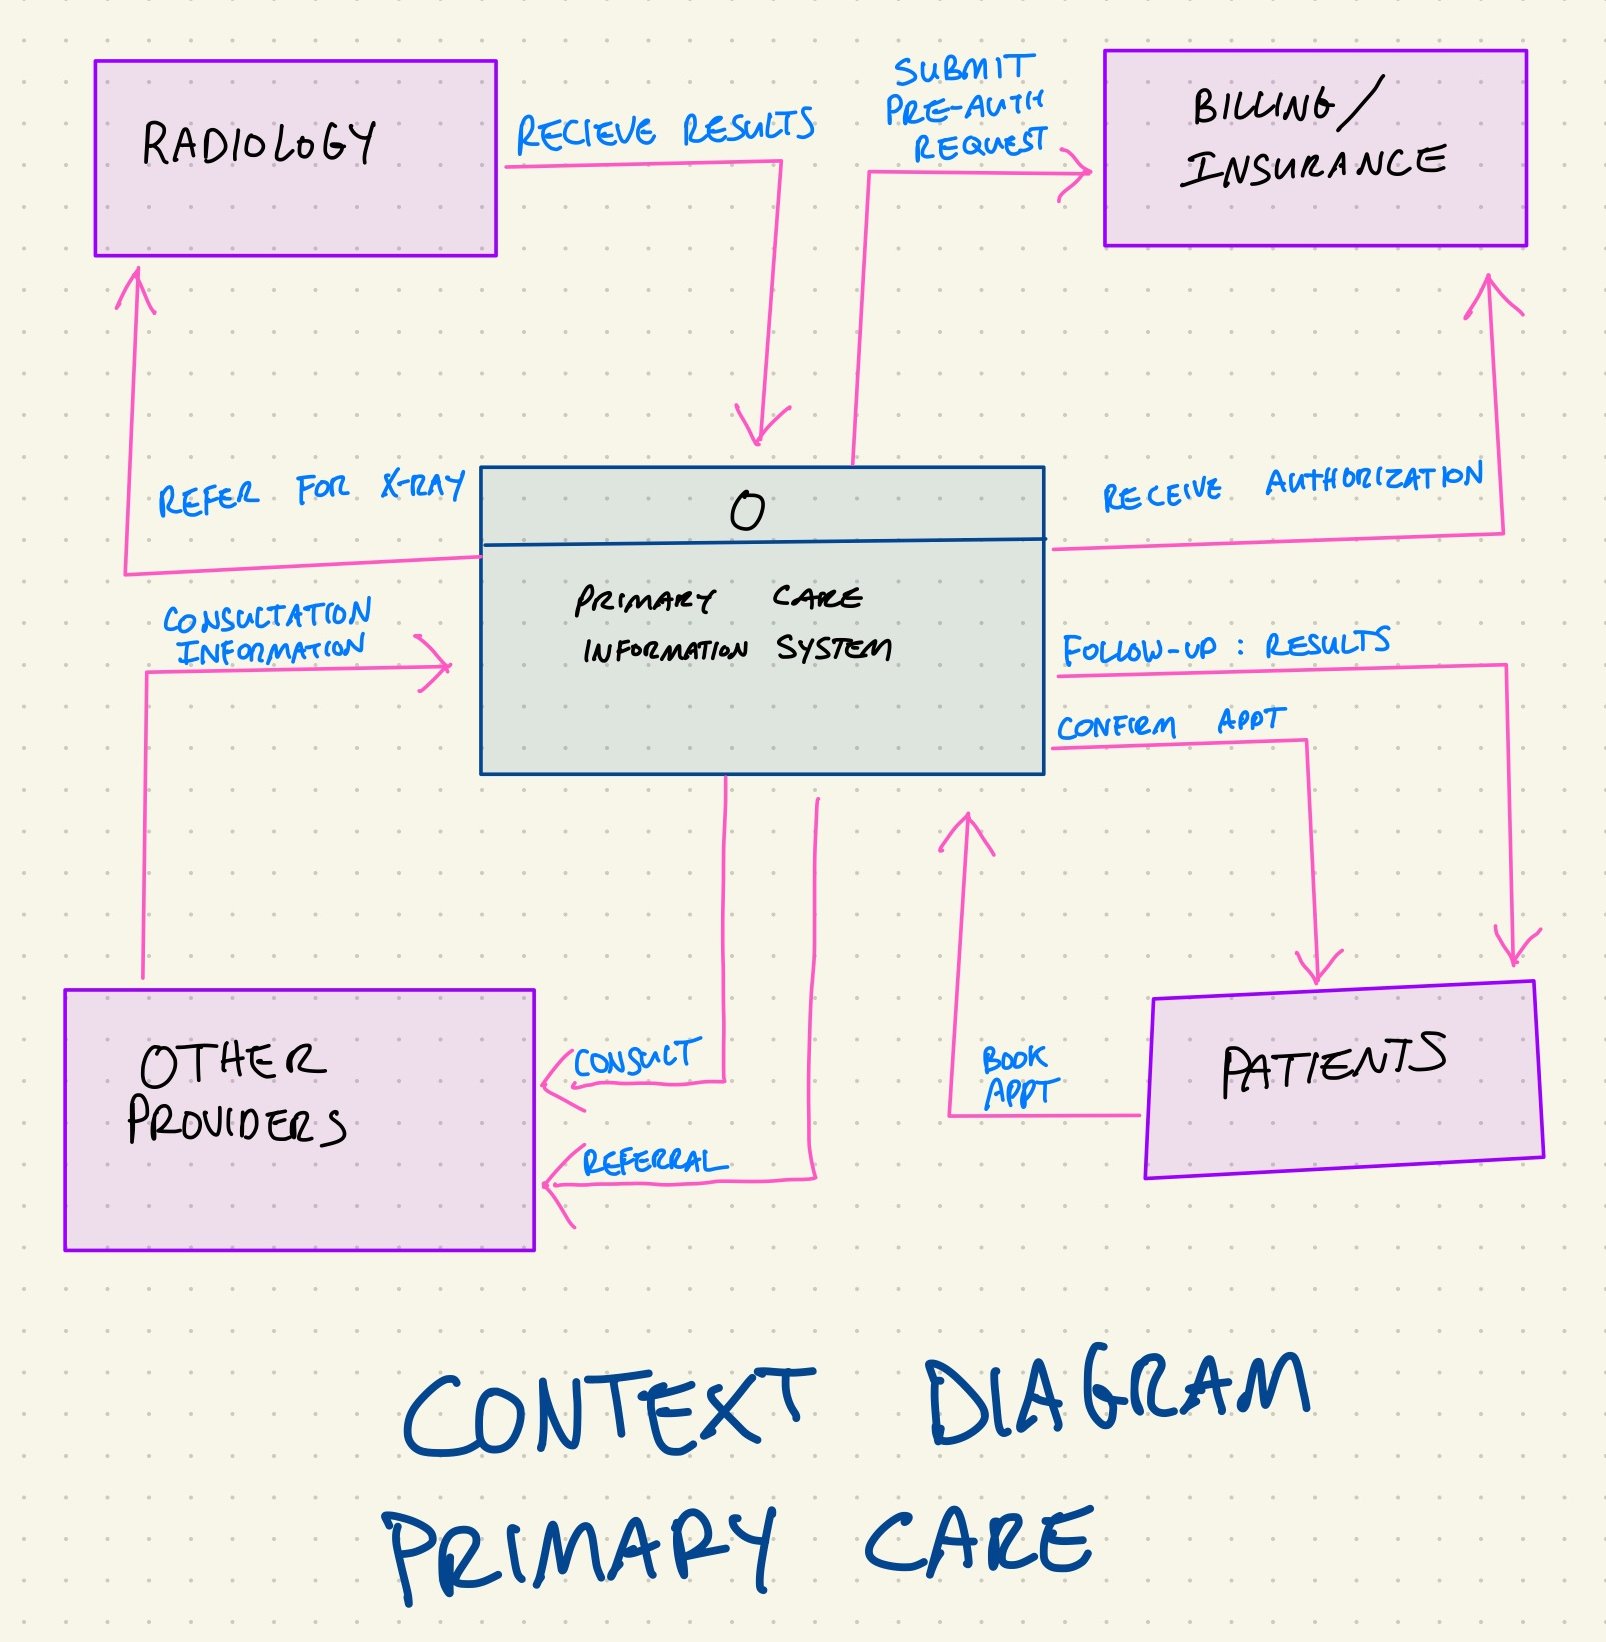 RADIOLOGY
RECIEVE RESULTS
SUBMIT
PRE-AUTH
REQUEST
BILLING/
INSURANCE
REFER FOR X-RAY
O
RECEIVE AUTHORIZATION
PRIMARY CARE
INFORMATION SYSTEM
CONSULTATION
INFORMATION
FOLLOW-UP : RESULTS
CONFIRM APPT
OTHER
PROVIDERS
CONSULT
REFERRAL
BOOK
APPT
PATIENTS
CONTEXT DIAGRAM
PRIMARY CARE